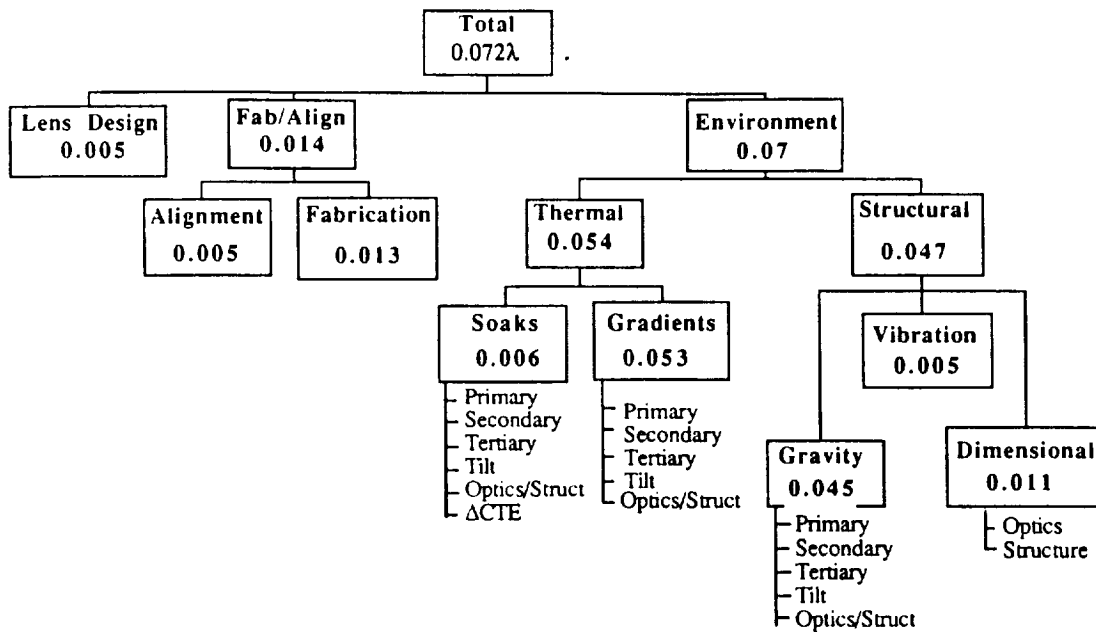 Total
0.072λ
Lens Design
0.005
Fab/Align
0.014
Environment
0.07
Alignment
0.005
Fabrication
0.013
Thermal
0.054
Structural
0.047
Soaks
0.006
Primary
Secondary
Tertiary
Tilt
Optics/Struct
ΔCTE
Gradients
0.053
Primary
Secondary
Tertiary
Tilt
Optics/Struct
Vibration
0.005
Gravity
0.045
Primary
Secondary
Tertiary
Tilt
Optics/Struct
Dimensional
0.011
Optics
Structure